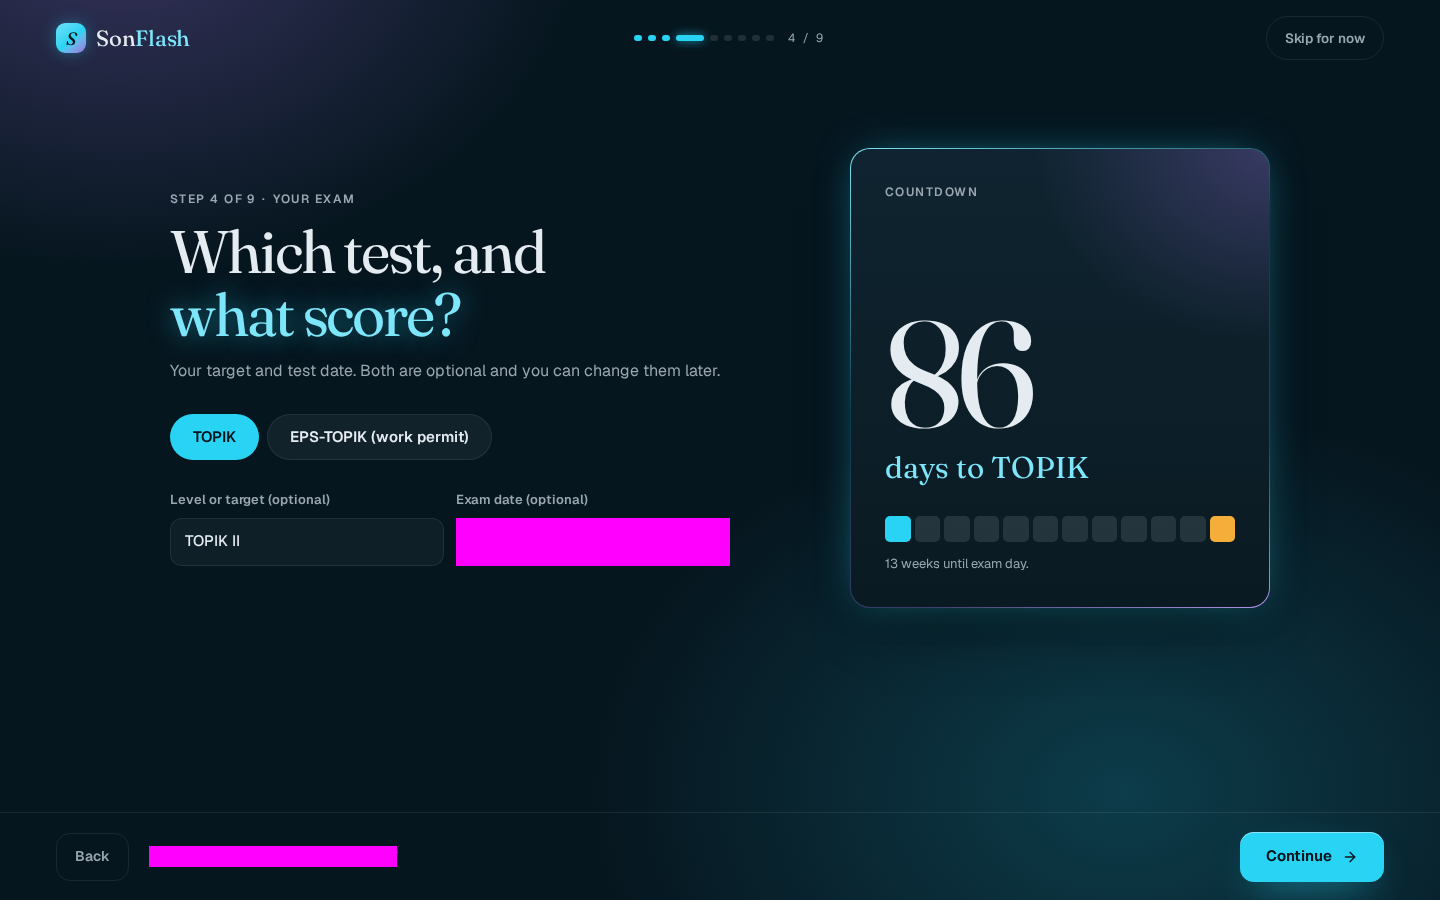 S SonFlash
4 / 9
Skip for now
STEP 4 OF 9 · YOUR EXAM
Which test, and
what score?
Your target and test date. Both are optional and you can change them later.
TOPIK
EPS-TOPIK (work permit)
Level or target (optional)
Exam date (optional)
TOPIK II
COUNTDOWN
86
days to TOPIK
13 weeks until exam day.
Back
Continue →